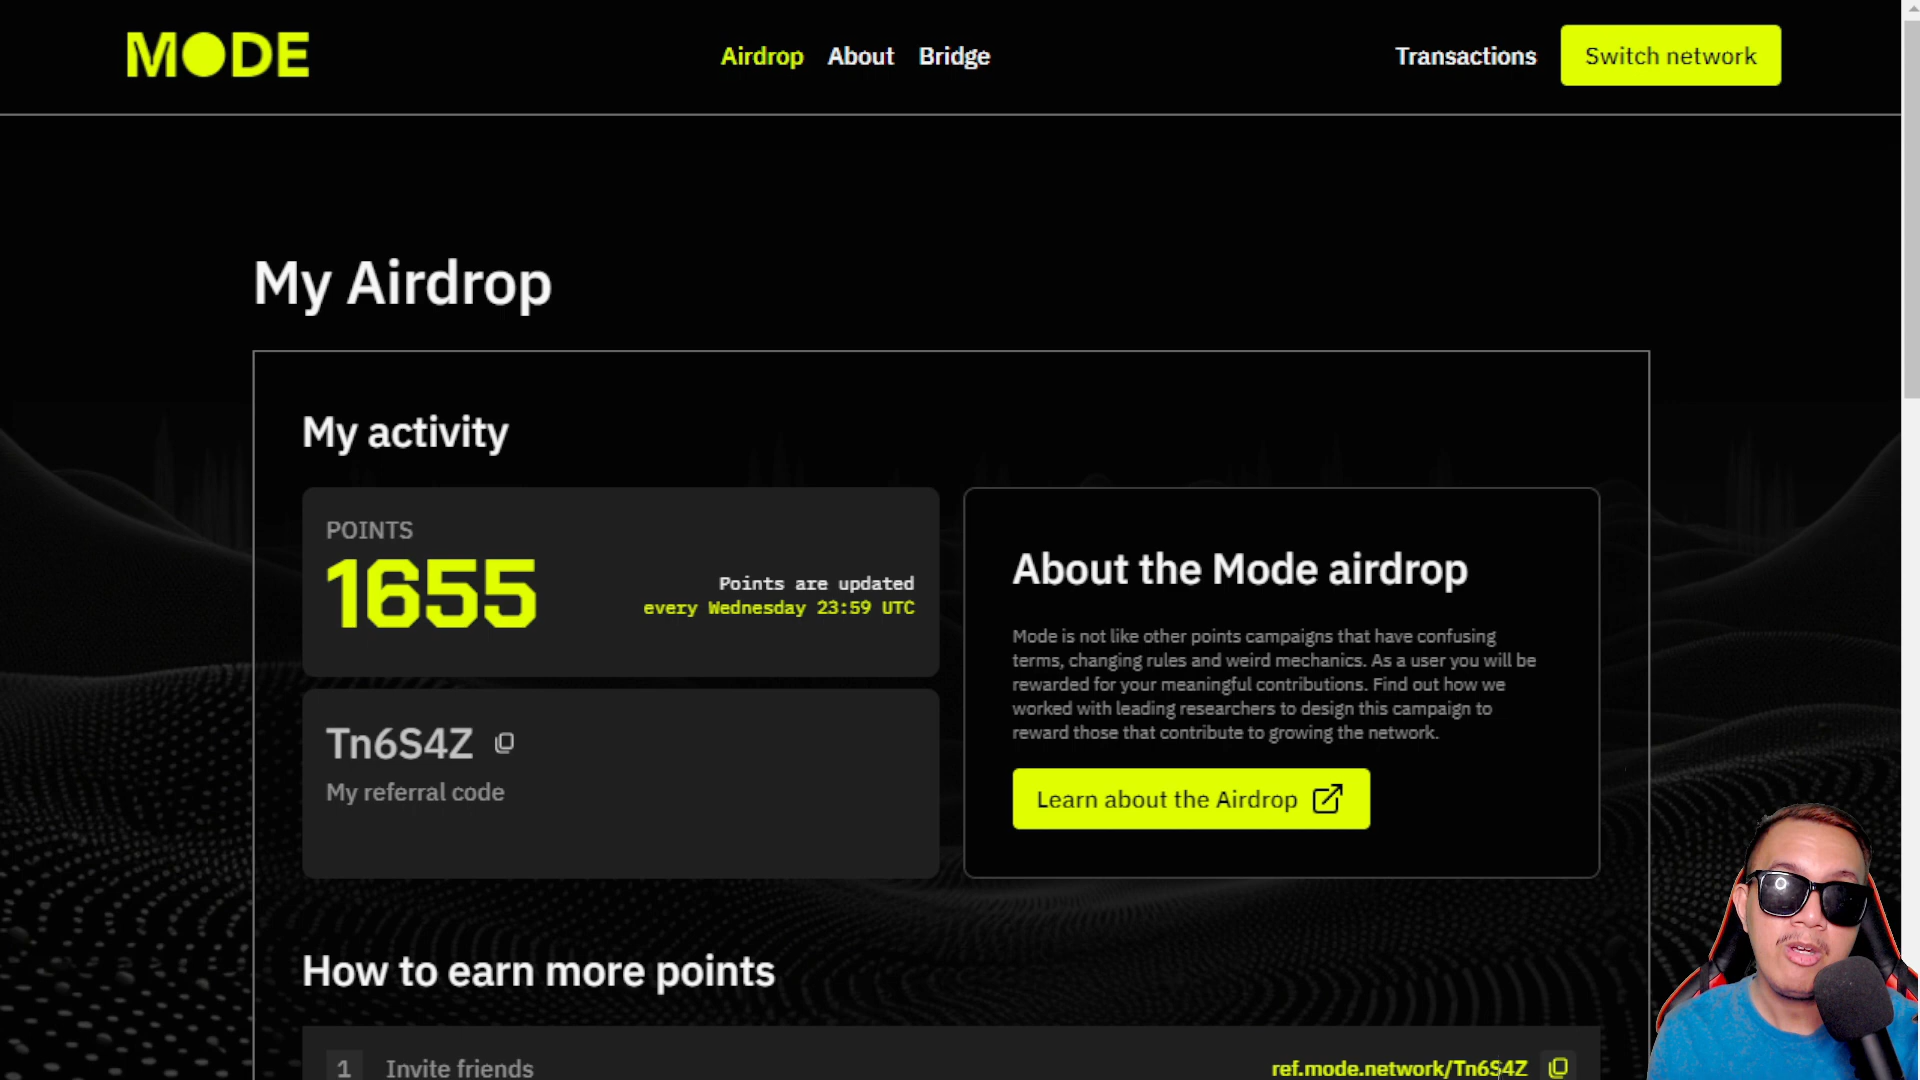 MODE
Airdrop About Bridge
Transactions
Switch network
My Airdrop
My activity
POINTS
1655
Points are updated
every Wednesday 23:59 UTC
Tn6S4Z
My referral code
About the Mode airdrop
Mode is not like other points campaigns that have confusing
terms, changing rules and weird mechanics. As a user you will be
rewarded for your meaningful contributions. Find out how we
worked with leading researchers to design this campaign to
reward those that contribute to growing the network.
Learn about the Airdrop
How to earn more points
1 Invite friends
ref.mode.network/Tn6S4Z